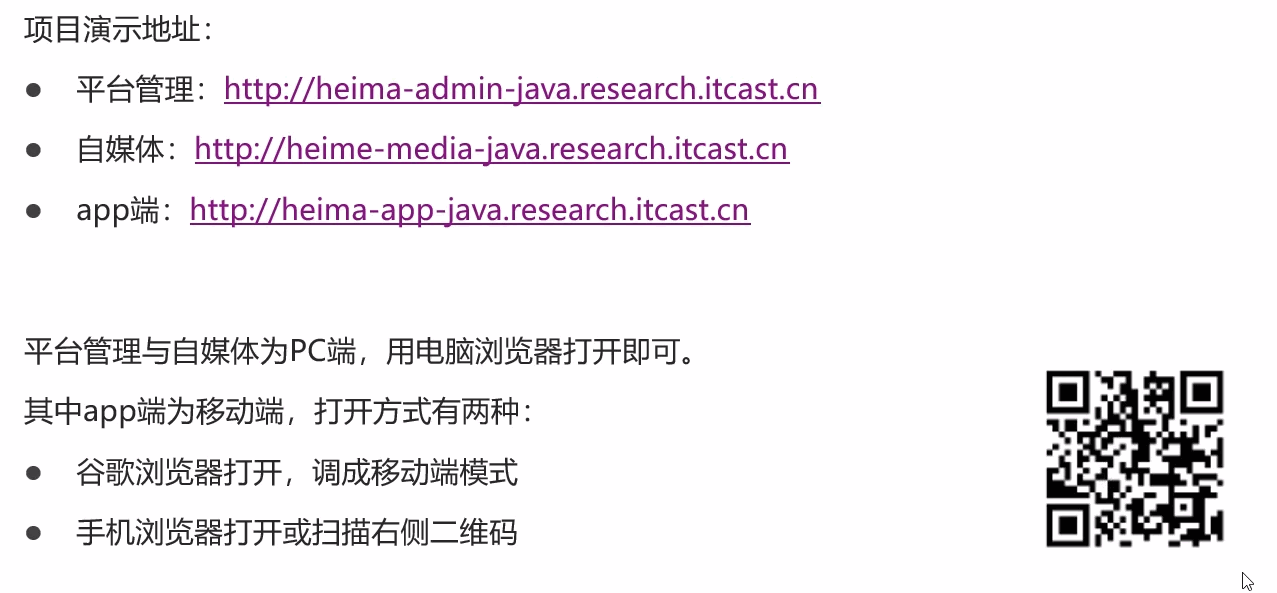 项目演示地址：
● 平台管理：http://heima-admin-java.research.itcast.cn
● 自媒体：http://heime-media-java.research.itcast.cn
● app端：http://heima-app-java.research.itcast.cn
平台管理与自媒体为PC端，用电脑浏览器打开即可。
其中app端为移动端，打开方式有两种：
● 谷歌浏览器打开，调成移动端模式
● 手机浏览器打开或扫描右侧二维码